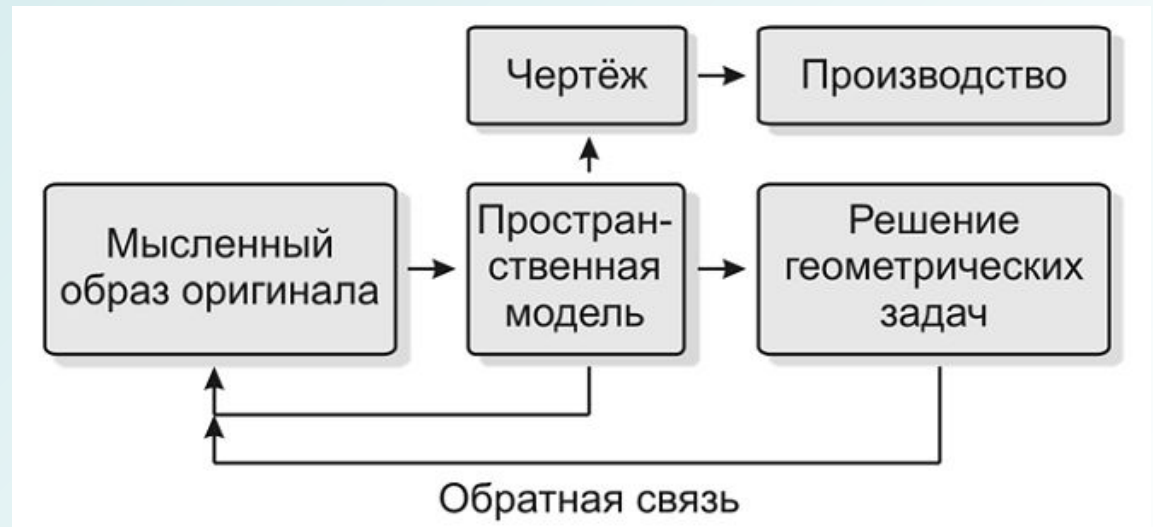 Чертёж
Производство
Мысленный
образ оригинала
Простран-
ственная
модель
Решение
геометрических
задач
Обратная связь